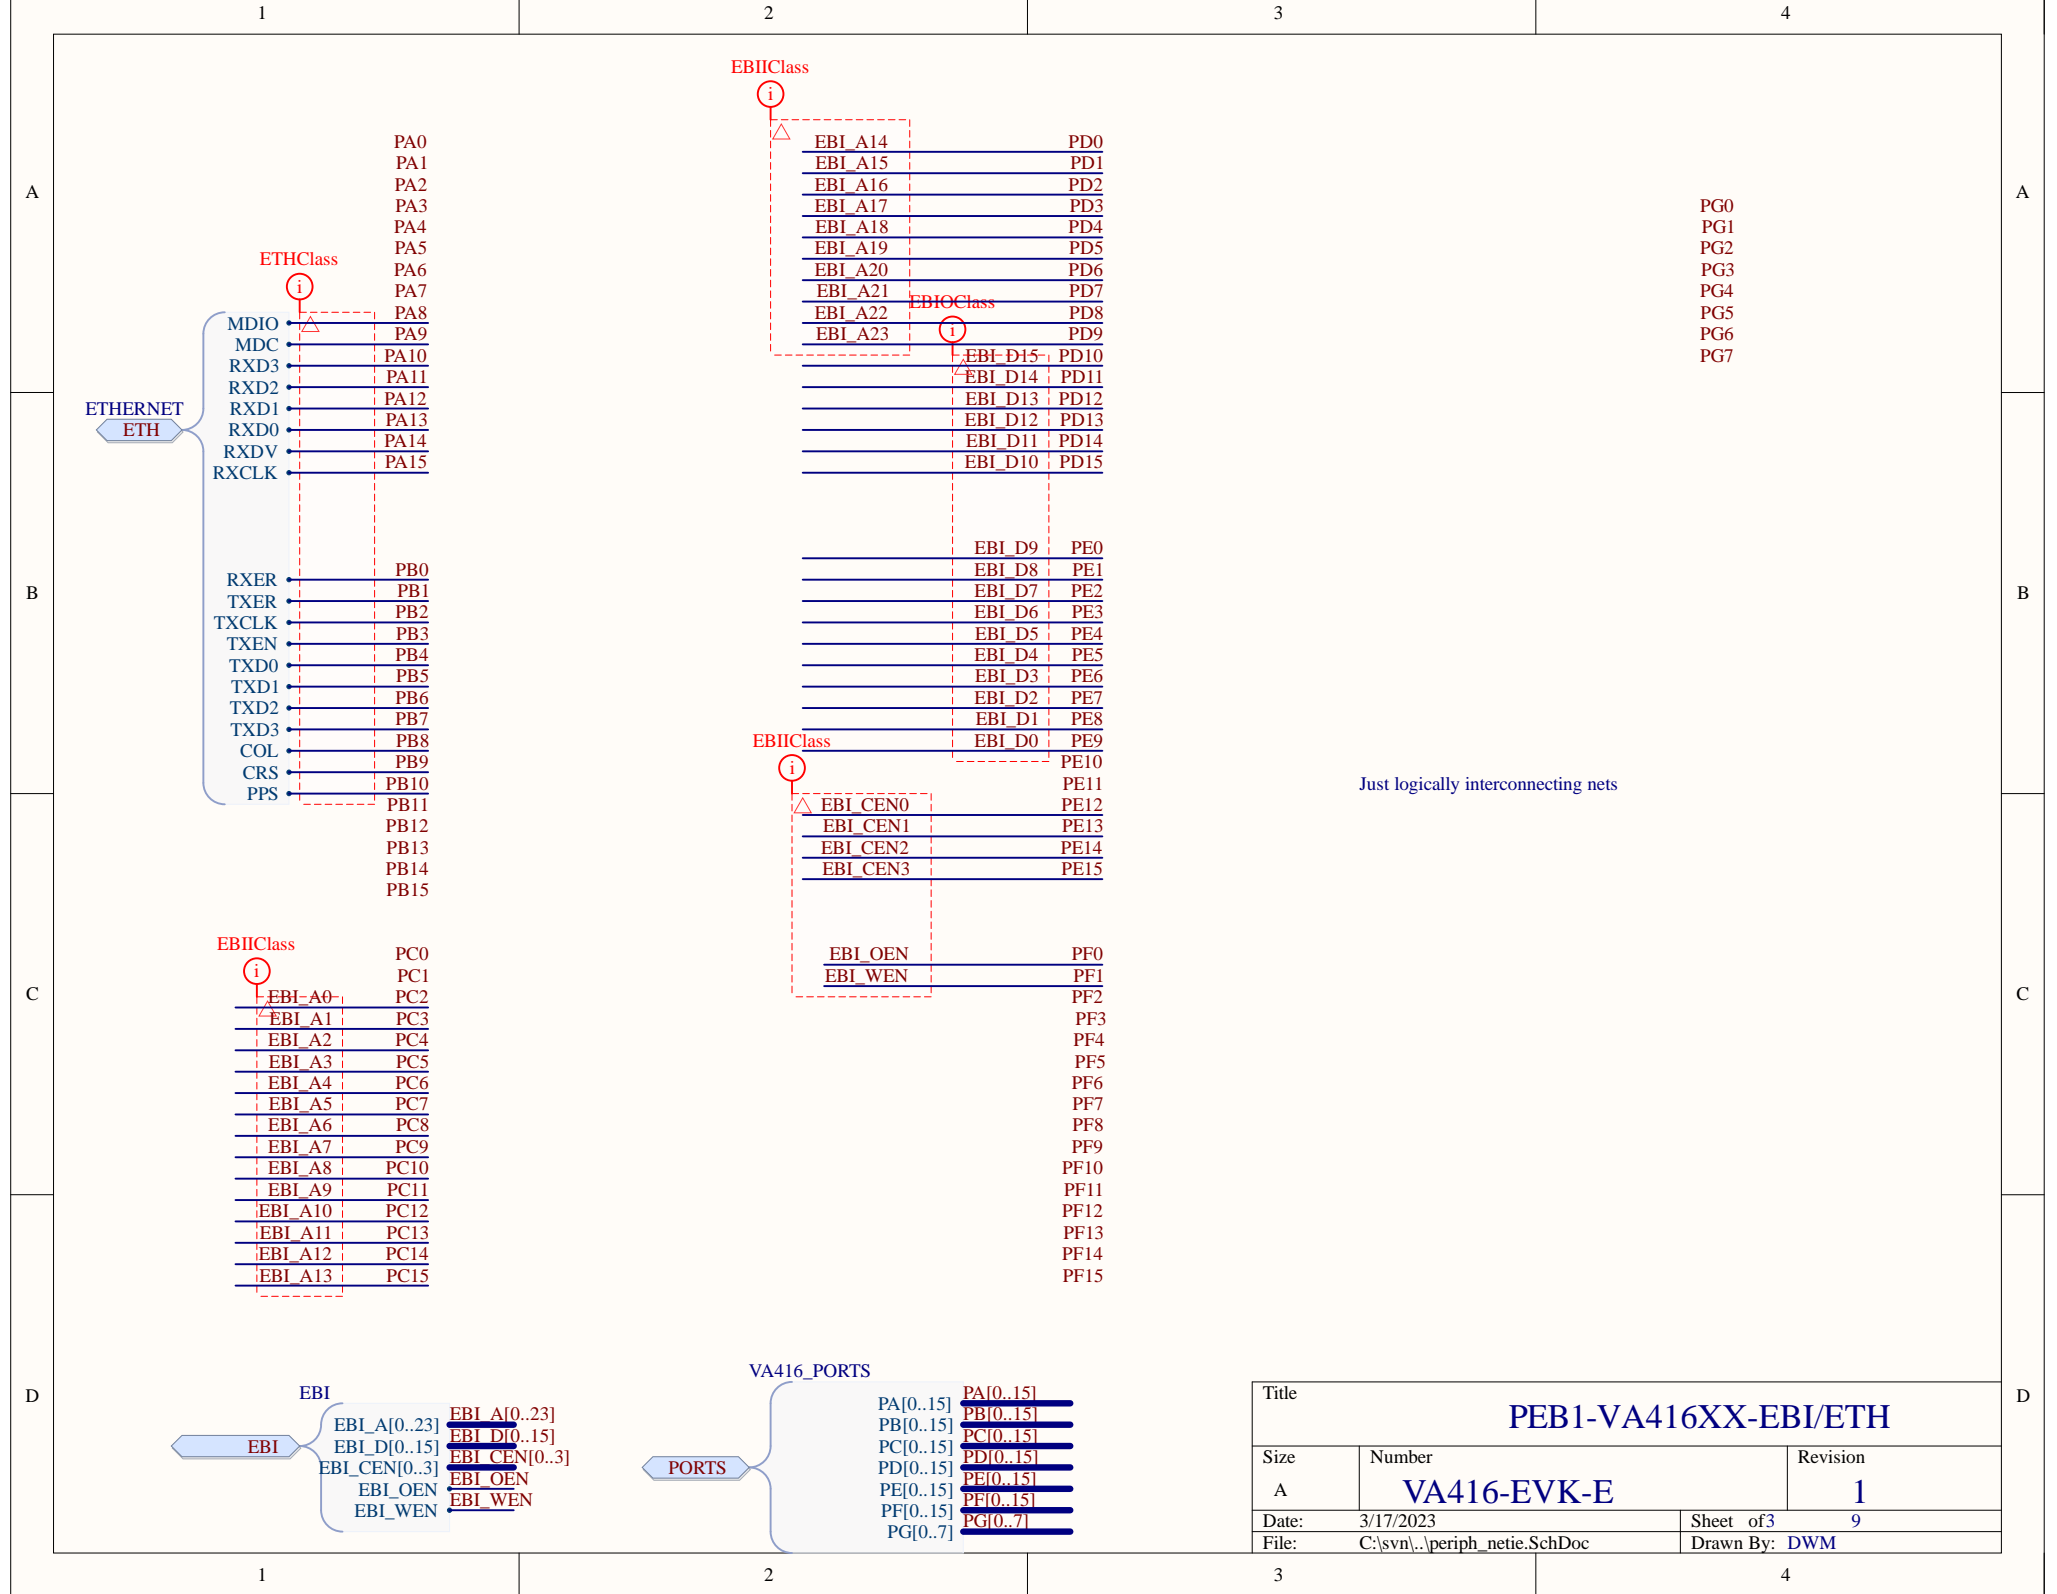 1 2 3 4
A
B
C
D
A
B
C
D
PA0
PA1
PA2
PA3
PA4
PA5
PA6
PA7
ETHClass
i
ETHERNET
ETH
MDIO PA8
MDC PA9
RXD3 PA10
RXD2 PA11
RXD1 PA12
RXD0 PA13
RXDV PA14
RXCLK PA15
RXER PB0
TXER PB1
TXCLK PB2
TXEN PB3
TXD0 PB4
TXD1 PB5
TXD2 PB6
TXD3 PB7
COL PB8
CRS PB9
PPS PB10
PB11
PB12
PB13
PB14
PB15
EBIIClass
i
PC0
PC1
EBI_A0 PC2
EBI_A1 PC3
EBI_A2 PC4
EBI_A3 PC5
EBI_A4 PC6
EBI_A5 PC7
EBI_A6 PC8
EBI_A7 PC9
EBI_A8 PC10
EBI_A9 PC11
EBI_A10 PC12
EBI_A11 PC13
EBI_A12 PC14
EBI_A13 PC15
EBIIClass
i
EBI_A14 PD0
EBI_A15 PD1
EBI_A16 PD2
EBI_A17 PD3
EBI_A18 PD4
EBI_A19 PD5
EBI_A20 PD6
EBI_A21 PD7
EBI_A22 PD8
EBI_A23 PD9
EBIOClass
i
EBI_D15 PD10
EBI_D14 PD11
EBI_D13 PD12
EBI_D12 PD13
EBI_D11 PD14
EBI_D10 PD15
EBI_D9 PE0
EBI_D8 PE1
EBI_D7 PE2
EBI_D6 PE3
EBI_D5 PE4
EBI_D4 PE5
EBI_D3 PE6
EBI_D2 PE7
EBI_D1 PE8
EBI_D0 PE9
PE10
PE11
EBIIClass
i
EBI_CEN0 PE12
EBI_CEN1 PE13
EBI_CEN2 PE14
EBI_CEN3 PE15
EBI_OEN PF0
EBI_WEN PF1
PF2
PF3
PF4
PF5
PF6
PF7
PF8
PF9
PF10
PF11
PF12
PF13
PF14
PF15
PG0
PG1
PG2
PG3
PG4
PG5
PG6
PG7
Just logically interconnecting nets
EBI
EBI
EBI_A[0..23] EBI_A[0..23]
EBI_D[0..15] EBI_D[0..15]
EBI_CEN[0..3] EBI_CEN[0..3]
EBI_OEN EBI_OEN
EBI_WEN EBI_WEN
VA416_PORTS
PORTS
PA[0..15] PA[0..15]
PB[0..15] PB[0..15]
PC[0..15] PC[0..15]
PD[0..15] PD[0..15]
PE[0..15] PE[0..15]
PF[0..15] PF[0..15]
PG[0..7] PG[0..7]
Title
PEB1-VA416XX-EBI/ETH
Size Number Revision
A VA416-EVK-E 1
Date: 3/17/2023 Sheet of3 9
File: C:\svn\..\periph_netie.SchDoc Drawn By: DWM
1 2 3 4